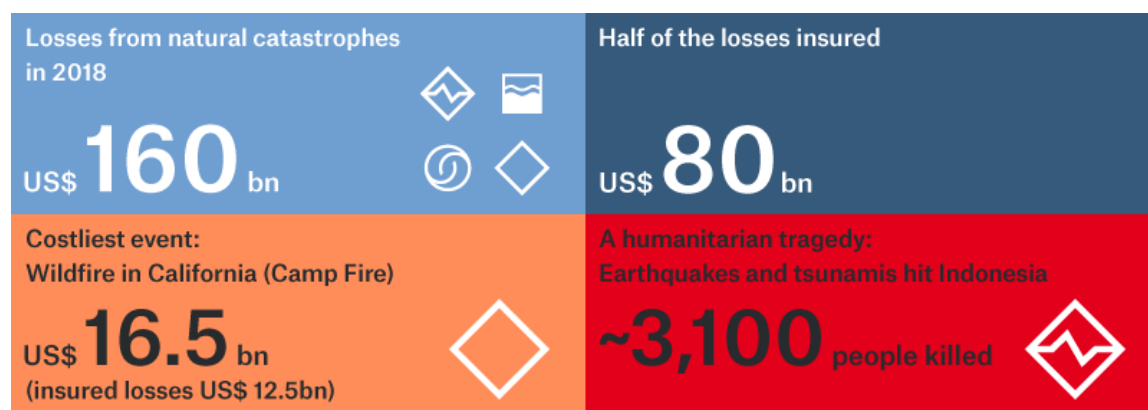 Losses from natural catastrophes
in 2018
US$ 160 bn
Half of the losses insured
US$ 80 bn
Costliest event:
Wildfire in California (Camp Fire)
US$ 16.5 bn
(insured losses US$ 12.5bn)
A humanitarian tragedy:
Earthquakes and tsunamis hit Indonesia
~3,100 people killed